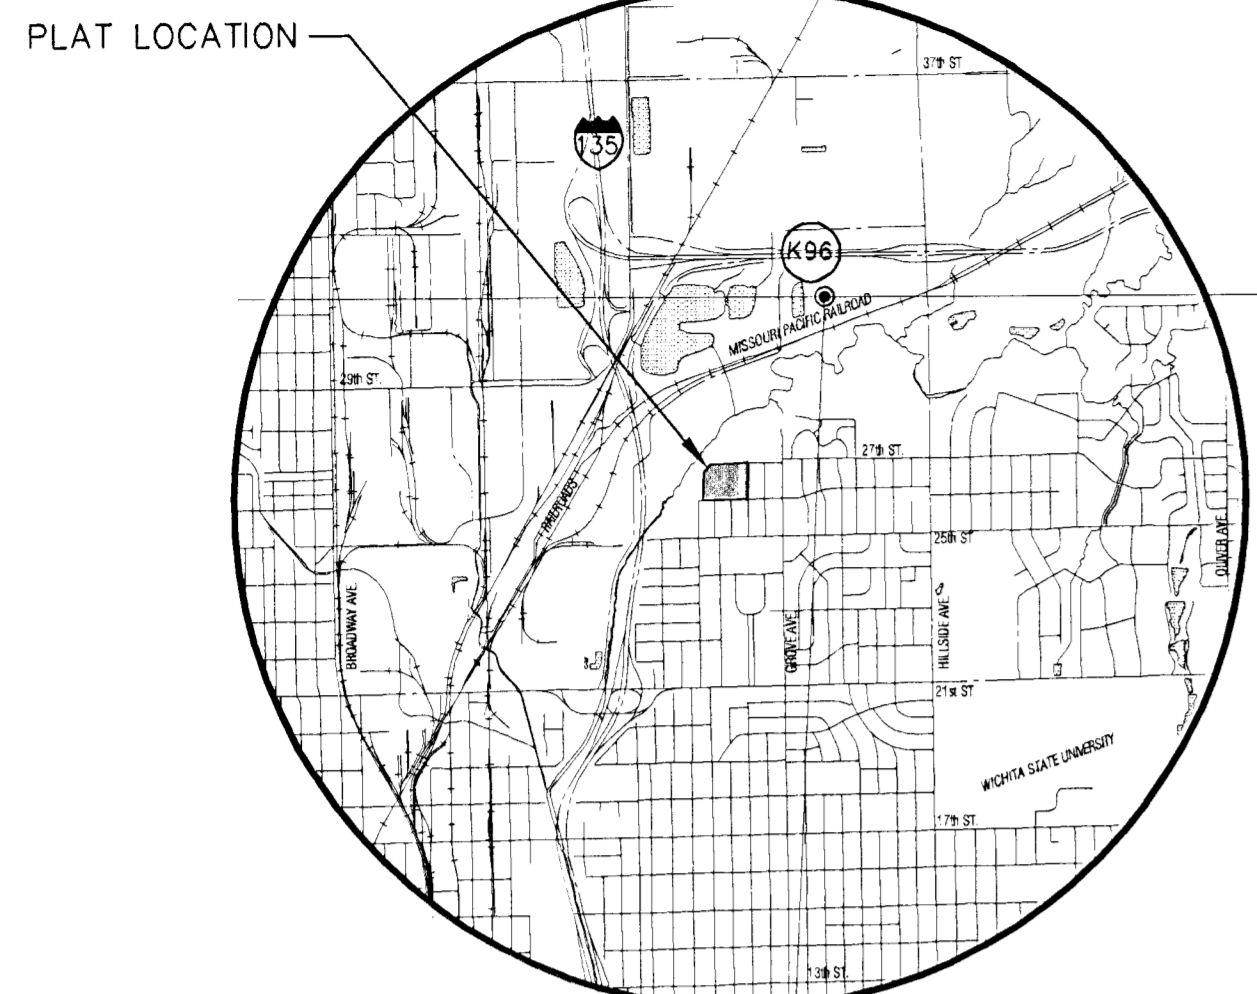 PLAT LOCATION
37th ST
I35
K96
MISSOURI PACIFIC RAILROAD
29th ST.
27th ST.
RAILROADS
25th ST
OLIVER AVE
BROADWAY AVE.
GROVE AVE
HILLSIDE AVE
21st ST
WICHITA STATE UNIVERSITY
17th ST.
13th ST.